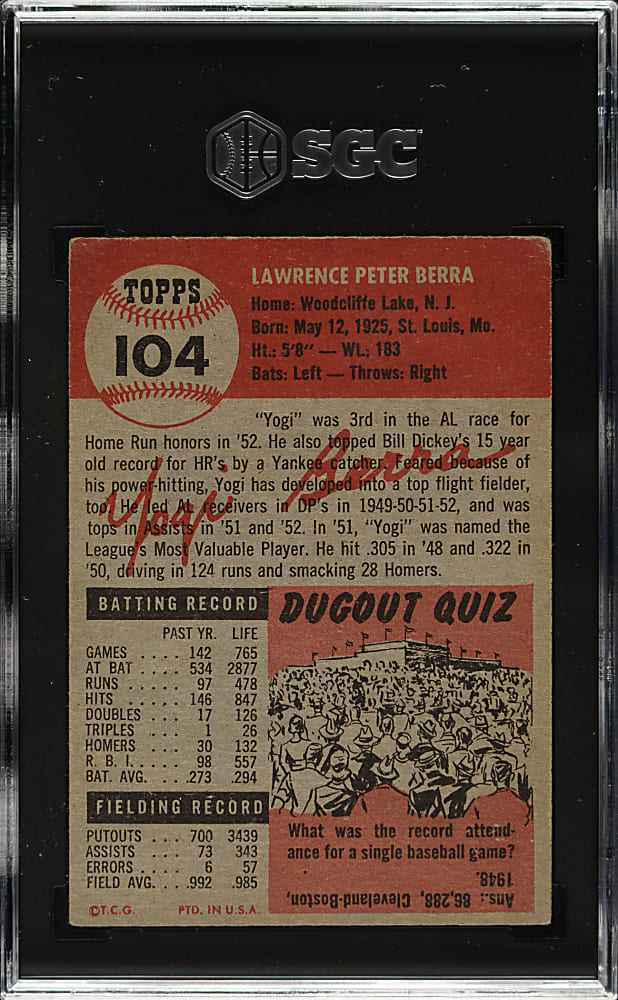 SGC
TOPPS
104
LAWRENCE PETER BERRA
Home: Woodcliffe Lake, N. J.
Born: May 12, 1925, St. Louis, Mo.
Ht.: 5'8" — Wt.: 183
Bats: Left — Throws: Right
"Yogi" was 3rd in the AL race for
Home Run honors in '52. He also topped Bill Dickey's 15 year
old record for HR's by a Yankee catcher. Feared because of
his power-hitting, Yogi has developed into a top flight fielder,
too. He led AL receivers in DP's in 1949-50-51-52, and was
tops in Assists in '51 and '52. In '51, "Yogi" was named the
League's Most Valuable Player. He hit .305 in '48 and .322 in
'50, driving in 124 runs and smacking 28 Homers.
Yogi Berra
BATTING RECORD
PAST YR. LIFE
GAMES .... 142 765
AT BAT .... 534 2877
RUNS ..... 97 478
HITS ..... 146 847
DOUBLES .. 17 126
TRIPLES ... 1 26
HOMERS .. 30 132
R. B. I. .... 98 557
BAT. AVG. .. .273 .294
FIELDING RECORD
PUTOUTS .. 700 3439
ASSISTS ... 73 343
ERRORS ... 6 57
FIELD AVG. . .992 .985
©T.C.G. PTD. IN U.S.A.
DUGOUT QUIZ
What was the record attend-
ance for a single baseball game?
Ans.: 86,288, Cleveland-Boston,
1948.